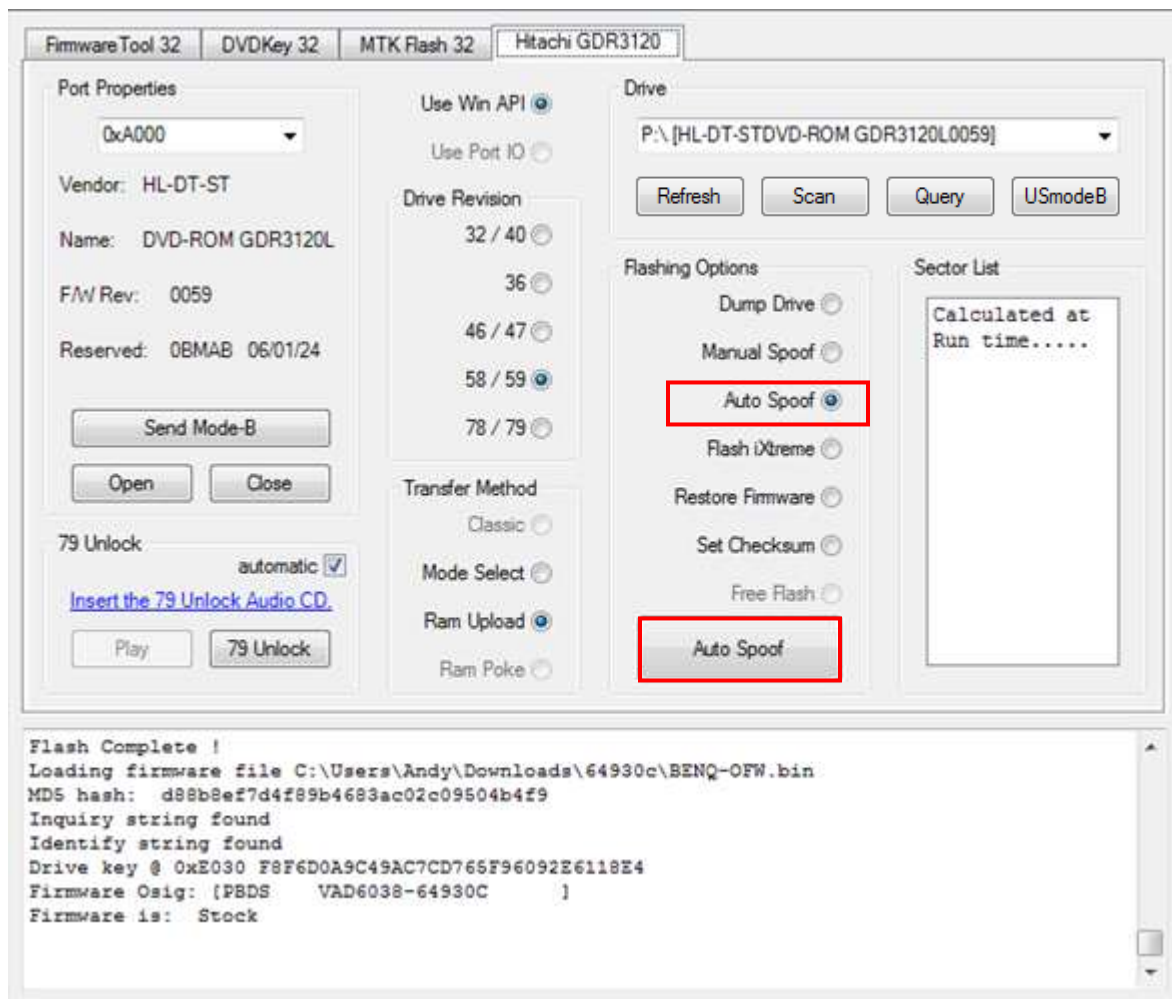 FirmwareTool 32 DVDKey 32 MTK Flash 32 Hitachi GDR3120
Port Properties
0xA000
Vendor: HL-DT-ST
Name: DVD-ROM GDR3120L
F/W Rev: 0059
Reserved: 0BMAB 06/01/24
Send Mode-B
Open Close
79 Unlock
automatic
Insert the 79 Unlock Audio CD.
Play 79 Unlock
Use Win API
Use Port IO
Drive Revision
32 / 40
36
46 / 47
58 / 59
78 / 79
Transfer Method
Classic
Mode Select
Ram Upload
Ram Poke
Drive
P:\ [HL-DT-STDVD-ROM GDR3120L0059]
Refresh Scan Query USmodeB
Flashing Options
Dump Drive
Manual Spoof
Auto Spoof
Flash iXtreme
Restore Firmware
Set Checksum
Free Flash
Auto Spoof
Sector List
Calculated at
Run time.....
Flash Complete !
Loading firmware file C:\Users\Andy\Downloads\64930c\BENQ-OFW.bin
MD5 hash: d88b8ef7d4f89b4683ac02c09504b4f9
Inquiry string found
Identify string found
Drive key @ 0xE030 F8F6D0A9C49AC7CD765F96092E6118E4
Firmware Osig: [PBDS VAD6038-64930C ]
Firmware is: Stock